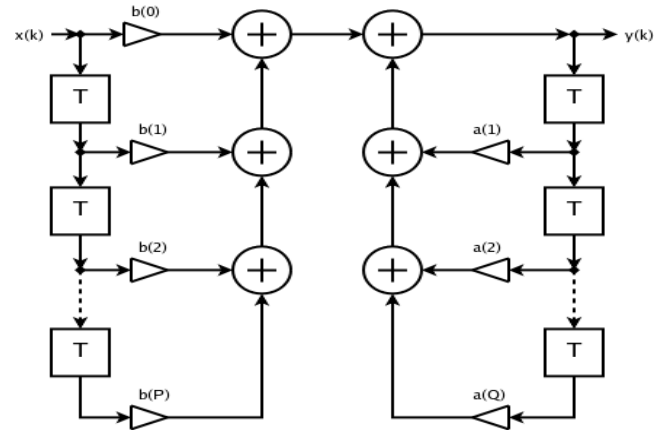 b(0)
x(k) y(k)
T T
b(1) a(1)
T T
b(2) a(2)
T T
b(P) a(Q)